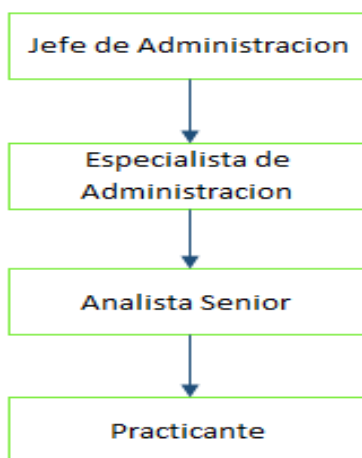 Jefe de Administracion
Especialista de
Administracion
Analista Senior
Practicante